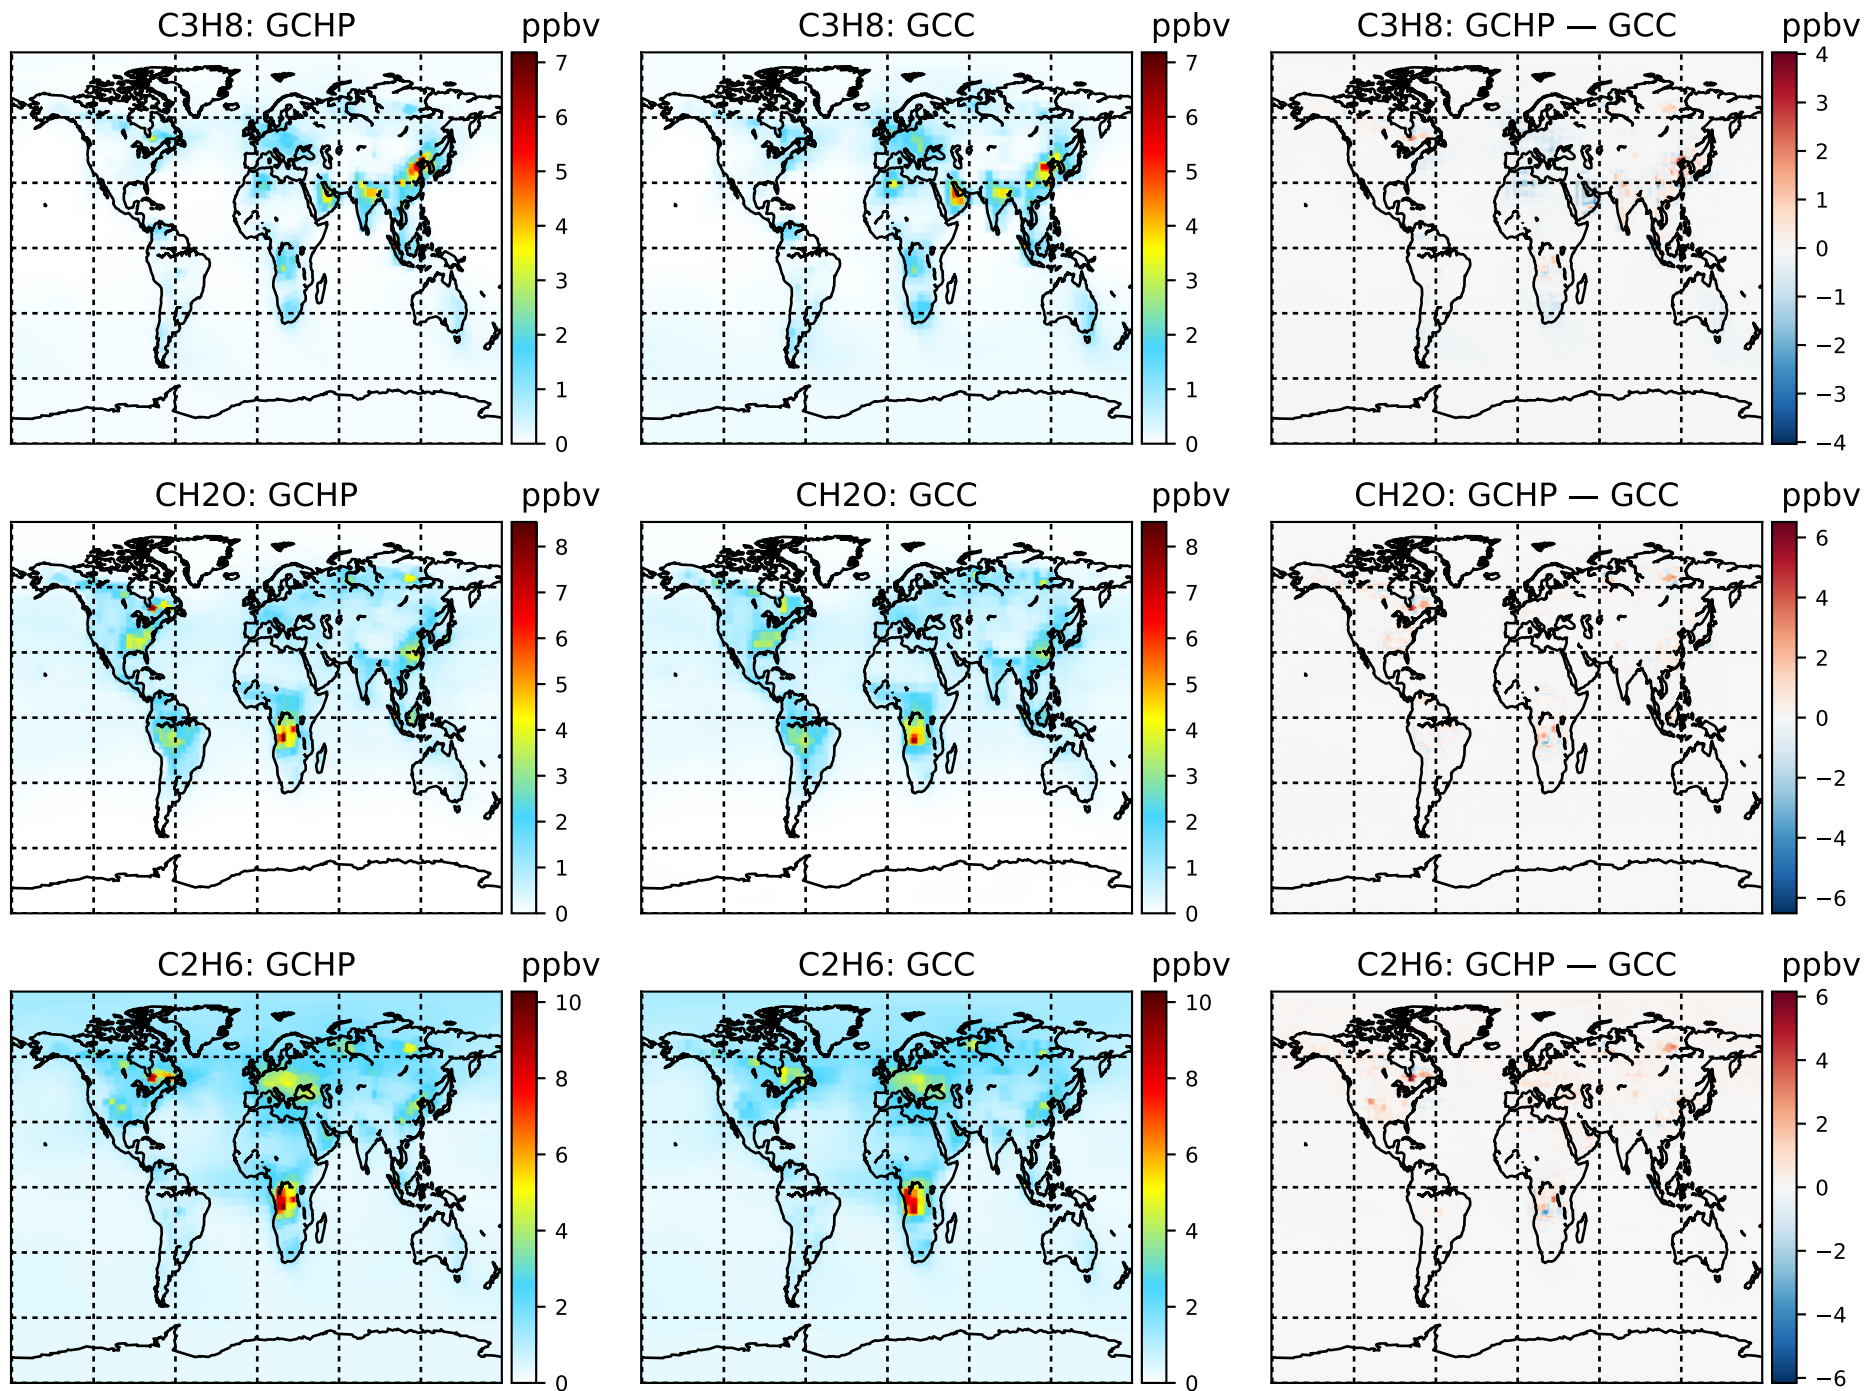 C3H8: GCHP ppbv C3H8: GCC ppbv C3H8: GCHP — GCC ppbv
7 7 4
6 6 3
5 5 2
4 4 1
3 3 0
2 2 −1
1 1 −2
0 0 −3
−4
CH2O: GCHP ppbv CH2O: GCC ppbv CH2O: GCHP — GCC ppbv
8 8 6
7 7 4
6 6 2
5 5 0
4 4 −2
3 3 −4
2 2 −6
1 1
0 0
C2H6: GCHP ppbv C2H6: GCC ppbv C2H6: GCHP — GCC ppbv
10 10 6
8 8 4
6 6 2
4 4 0
2 2 −2
0 0 −4
−6